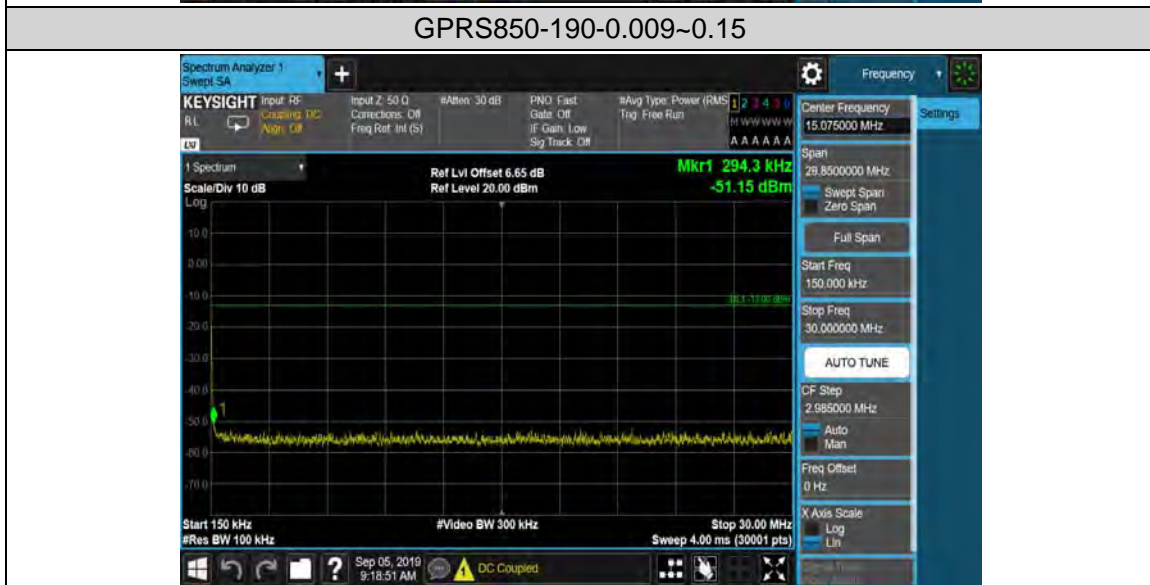 GPRS850-190-0.009~0.15
Spectrum Analyzer 1
Swept SA
+
Frequency
KEYSIGHT
RL
Input: RF
Coupling: DC
Align: Off
Input Z: 50 Ω
Corrections: Off
Freq Ref: Int (S)
#Atten: 30 dB
PNO: Fast
Gate: Off
IF Gain: Low
Sig Track: Off
#Avg Type: Power (RMS
Trig: Free Run
1 2 3 4 5 6
M W W W W W
A A A A A A
LXI
1 Spectrum
Scale/Div 10 dB
Log
Ref Lvl Offset 6.65 dB
Ref Level 20.00 dBm
Mkr1 294.3 kHz
-51.15 dBm
10.0
0.00
-10.0
-20.0
-30.0
-40.0
-50.0
-60.0
-70.0
DL1 -13.00 dBm
1
Start 150 kHz
#Res BW 100 kHz
#Video BW 300 kHz
Stop 30.00 MHz
Sweep 4.00 ms (30001 pts)
Center Frequency
15.075000 MHz
Settings
Span
29.8500000 MHz
Swept Span
Zero Span
Full Span
Start Freq
150.000 kHz
Stop Freq
30.000000 MHz
AUTO TUNE
CF Step
2.985000 MHz
Auto
Man
Freq Offset
0 Hz
X Axis Scale
Log
Lin
?
Sep 05, 2019
9:18:51 AM
DC Coupled